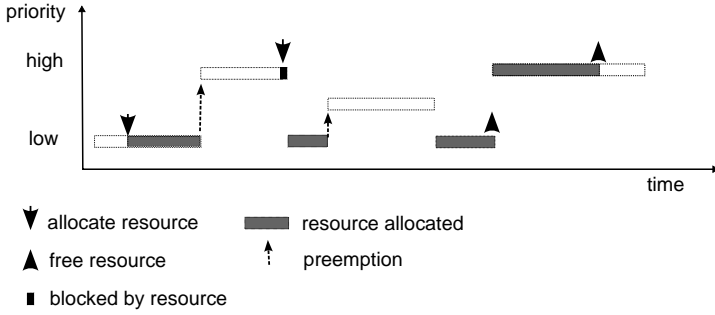 priority
high
low
time
allocate resource
resource allocated
free resource
preemption
blocked by resource